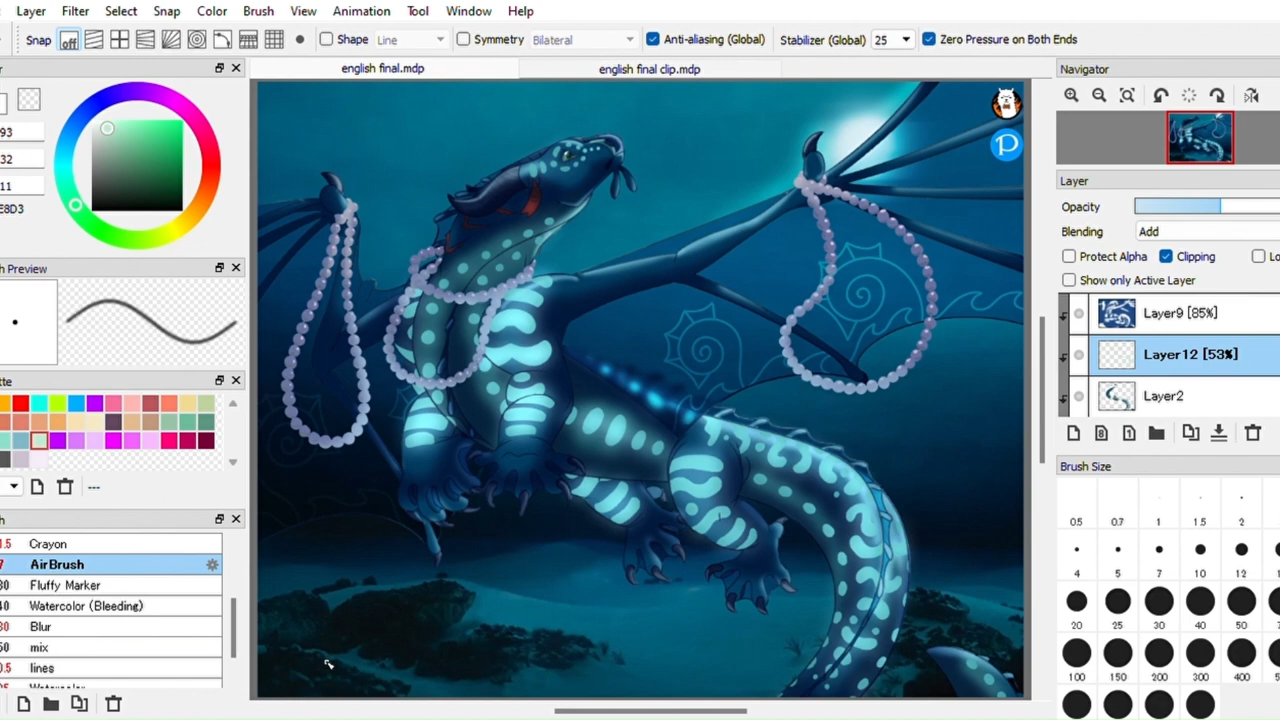 Layer Filter Select Snap Color Brush View Animation Tool Window Help
Snap off Shape Line Symmetry Bilateral Anti-aliasing (Global) Stabilizer (Global) 25 Zero Pressure on Both Ends
english final.mdp english final clip.mdp
Navigator
93
32
11
E8D3
Layer
Opacity
Blending Add
Protect Alpha Clipping
Show only Active Layer
Layer9 [85%]
Layer12 [53%]
Layer2
Preview
---
Brush Size
0.5 0.7 1 1.5 2
4 5 7 10 12
20 25 30 40 50
100 150 200 300 400
Crayon
AirBrush
Fluffy Marker
Watercolor (Bleeding)
Blur
mix
lines
P